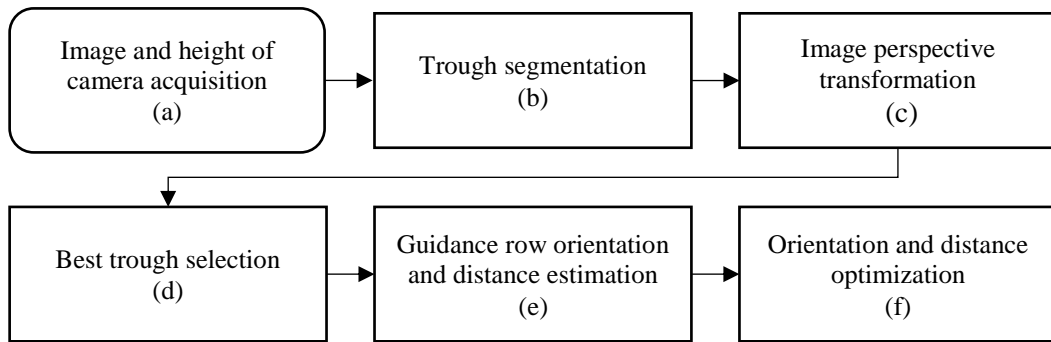 Image and height of
camera acquisition
(a)
Trough segmentation
(b)
Image perspective
transformation
(c)
Best trough selection
(d)
Guidance row orientation
and distance estimation
(e)
Orientation and distance
optimization
(f)